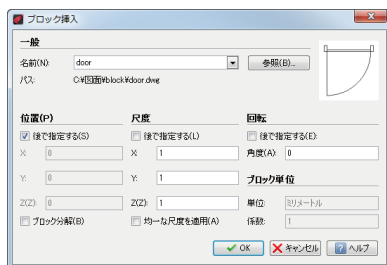 ブロック挿入
一般
名前(N): door 参照(B)...
パス: C:¥図面¥block¥door.dwg
位置(P) 尺度 回転
後で指定する(S) 後で指定する(L) 後で指定する(E):
X: 0 X: 1 角度(A): 0
Y: 0 Y: 1 ブロック単位
Z(Z): 0 Z(Z): 1 単位: ミリメートル
ブロック分解(B) 均一な尺度を適用(A) 係数: 1
OK キャンセル ヘルプ